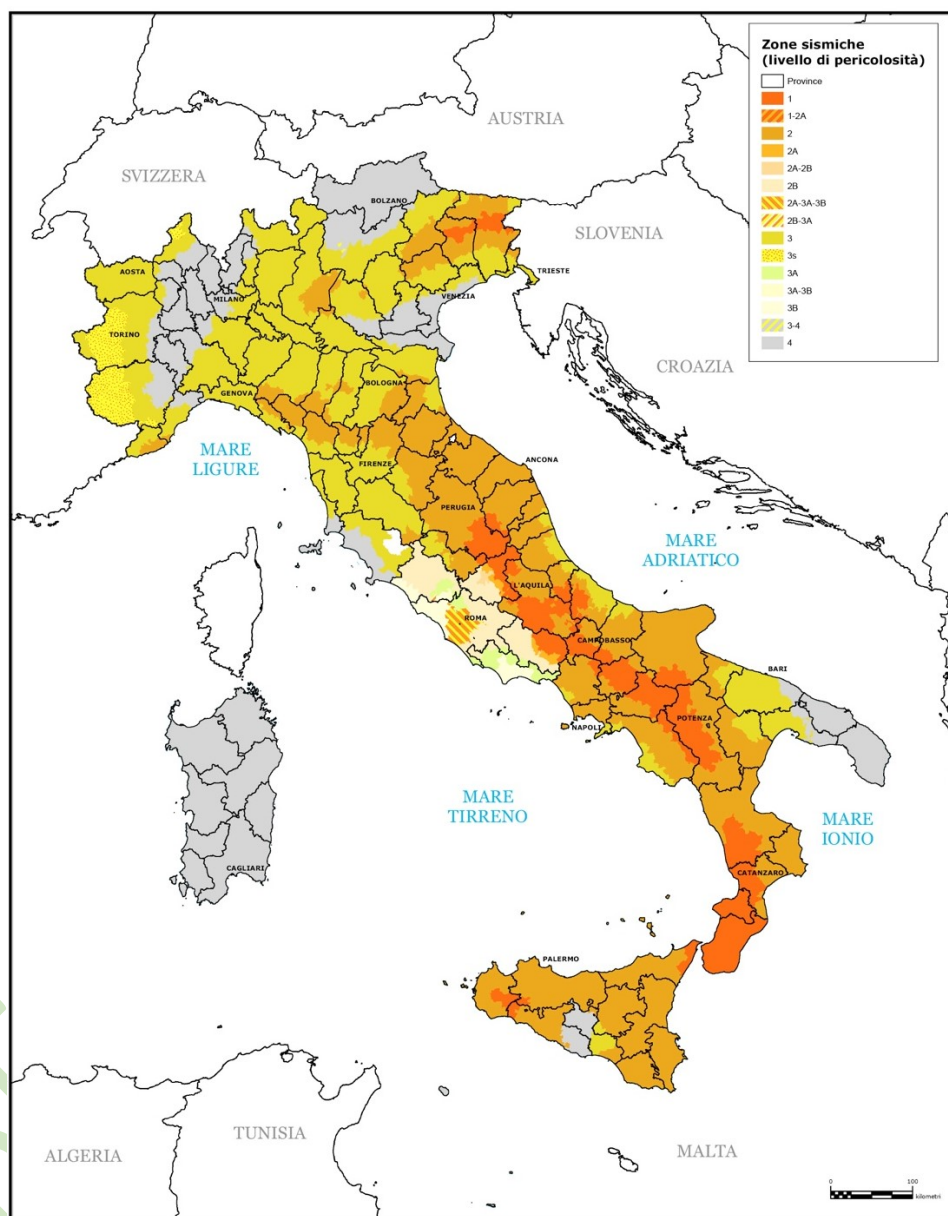 Zone sismiche
(livello di pericolosità)
Province
1
1-2A
2
2A
2A-2B
2B
2A-3A-3B
2B-3A
3
3s
3A
3A-3B
3B
3-4
4
AUSTRIA
SVIZZERA
BOLZANO
SLOVENIA
AOSTA
TRIESTE
MILANO
VENEZIA
TORINO
CROAZIA
BOLOGNA
GENOVA
MARE
LIGURE
ANCONA
FIRENZE
PERUGIA
MARE
ADRIATICO
L'AQUILA
ROMA
CAMPOBASSO
BARI
NAPOLI
POTENZA
MARE
TIRRENO
MARE
IONIO
CAGLIARI
CATANZARO
PALERMO
TUNISIA
ALGERIA
MALTA
0 100
kilometri